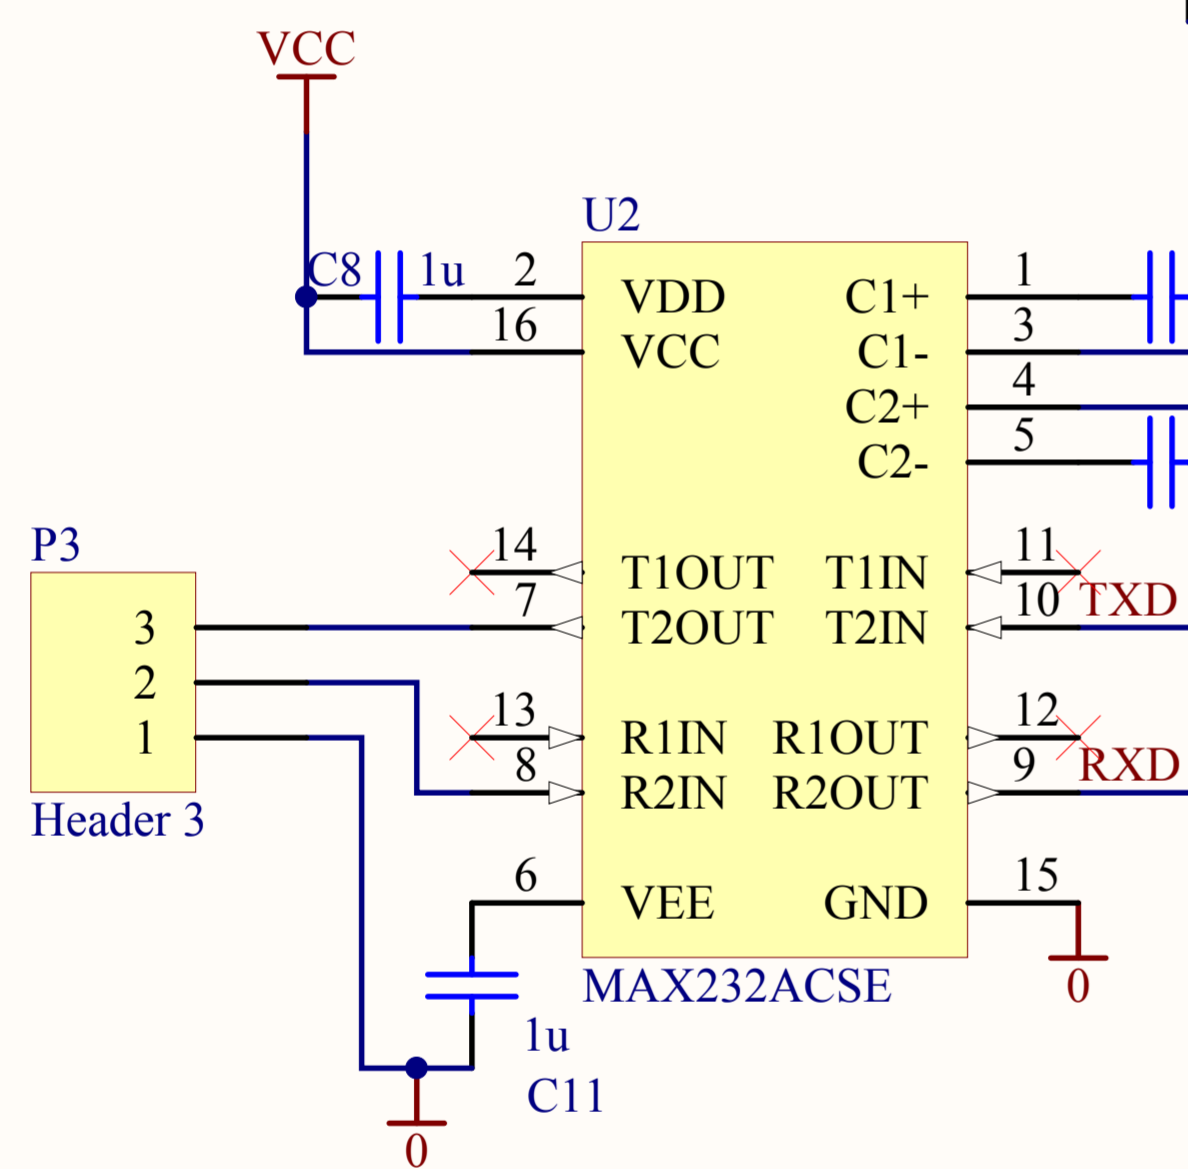 VCC
U2
C8 1u 2 VDD C1+ 1
16 VCC C1- 3
C2+ 4
C2- 5
P3 14 T1OUT T1IN 11
3 7 T2OUT T2IN 10 TXD
2
1 13 R1IN R1OUT 12
8 R2IN R2OUT 9 RXD
Header 3
6 VEE GND 15
MAX232ACSE 0
1u
C11
0